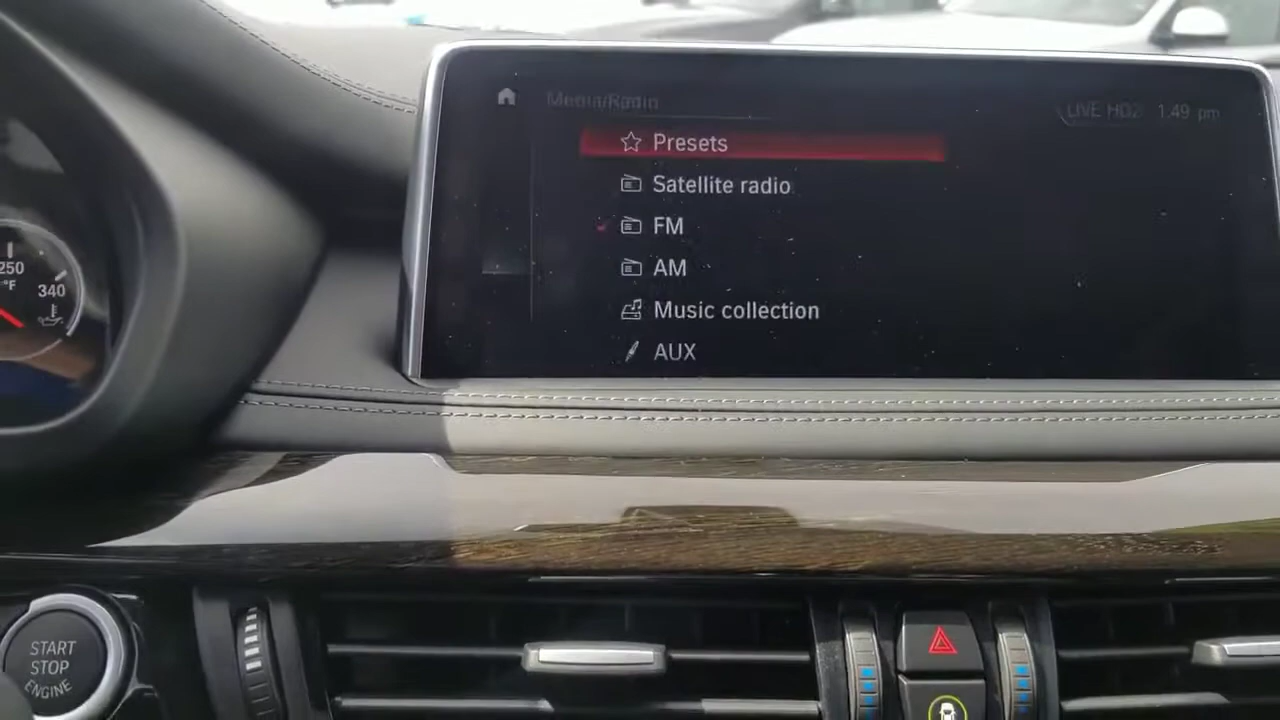 Media/Radio
LIVE HD2 1.49 pm
Presets
Satellite radio
FM
AM
Music collection
AUX
250
°F
340
START
STOP
ENGINE